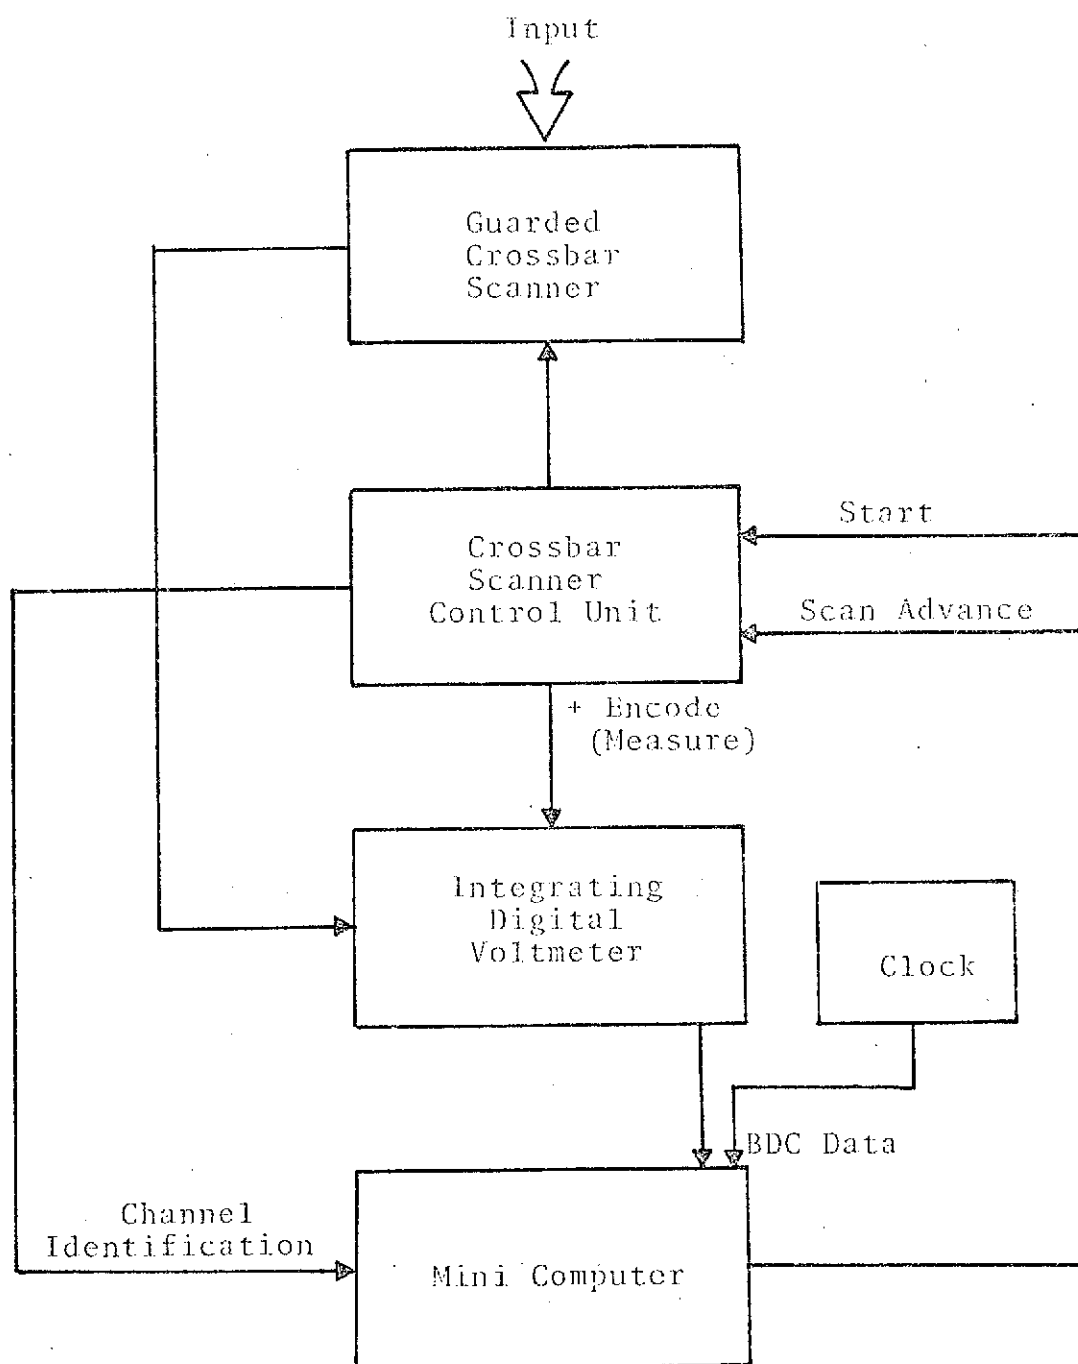 Input
Guarded
Crossbar
Scanner
Start
Crossbar
Scanner
Control Unit
Scan Advance
+ Encode
(Measure)
Integrating
Digital
Voltmeter
Clock
BDC Data
Channel
Identification
Mini Computer